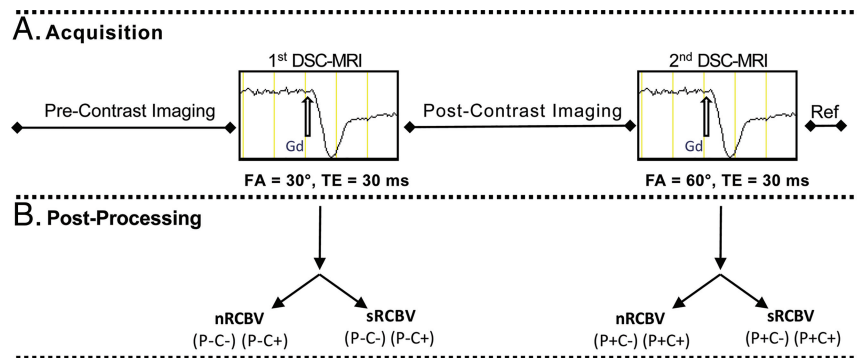 A. Acquisition
1st DSC-MRI
2nd DSC-MRI
Pre-Contrast Imaging
Post-Contrast Imaging
Ref
Gd
Gd
FA = 30°, TE = 30 ms
FA = 60°, TE = 30 ms
B. Post-Processing
nRCBV
sRCBV
nRCBV
sRCBV
(P-C-) (P-C+)
(P-C-) (P-C+)
(P+C-) (P+C+)
(P+C-) (P+C+)